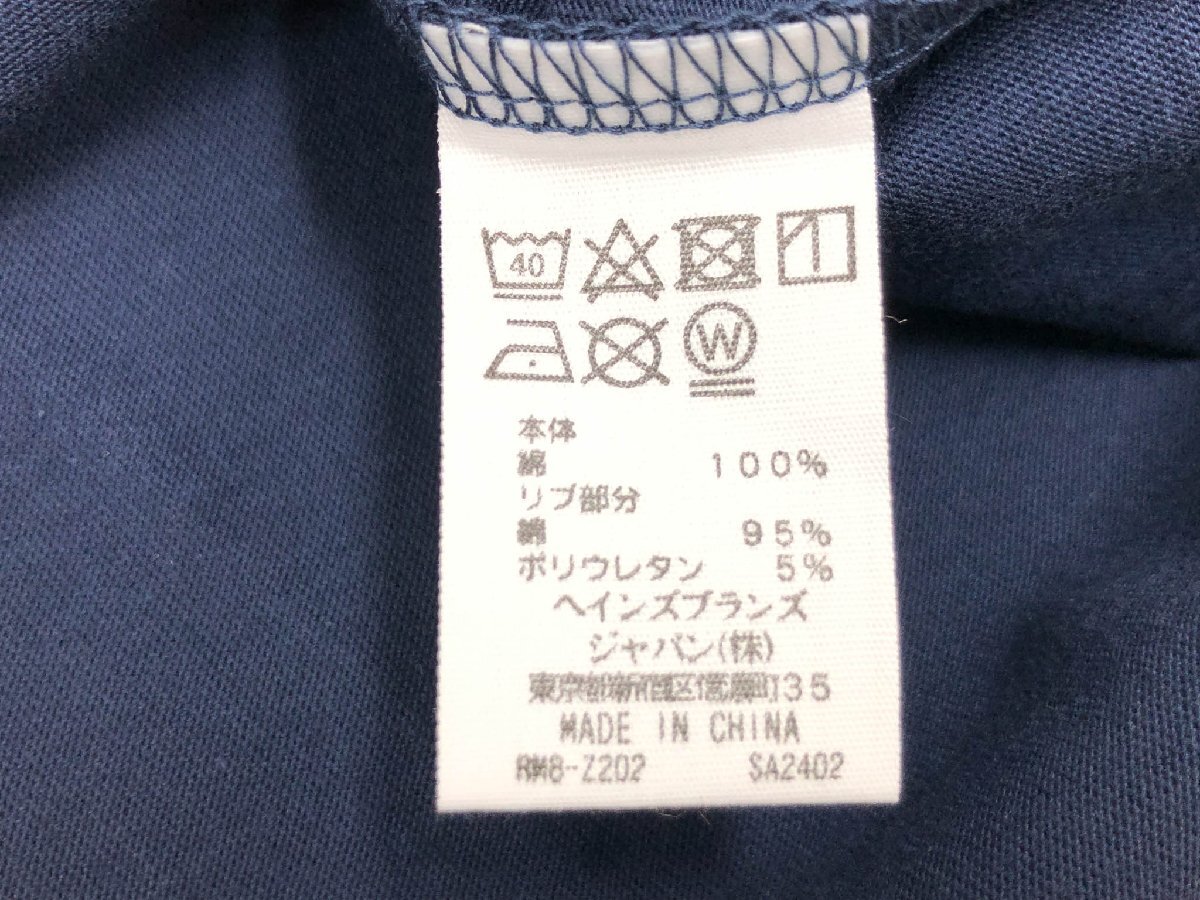 40
W
本体
綿 100%
リブ部分
綿 95%
ポリウレタン 5%
ヘインズブランズ
ジャパン(株)
東京都新宿区信濃町35
MADE IN CHINA
RM8-Z202 SA2402